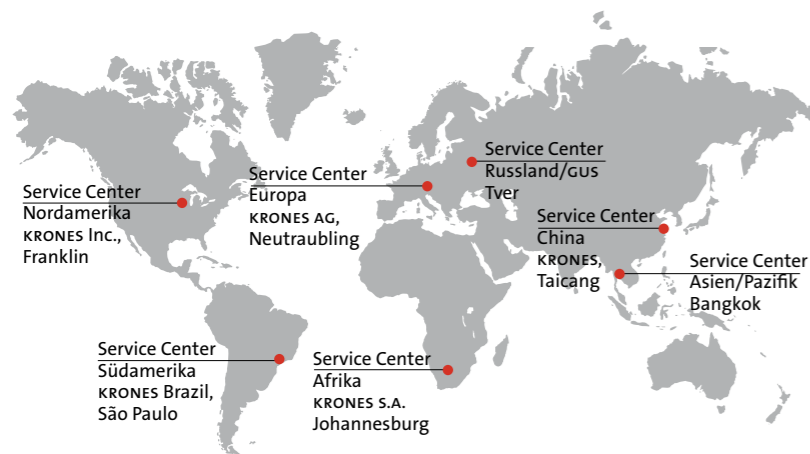 Service Center
Nordamerika
KRONES Inc.,
Franklin
Service Center
Europa
KRONES AG,
Neutraubling
Service Center
Russland/GUS
Tver
Service Center
China
KRONES,
Taicang
Service Center
Asien/Pazifik
Bangkok
Service Center
Südamerika
KRONES Brazil,
São Paulo
Service Center
Afrika
KRONES S.A.
Johannesburg